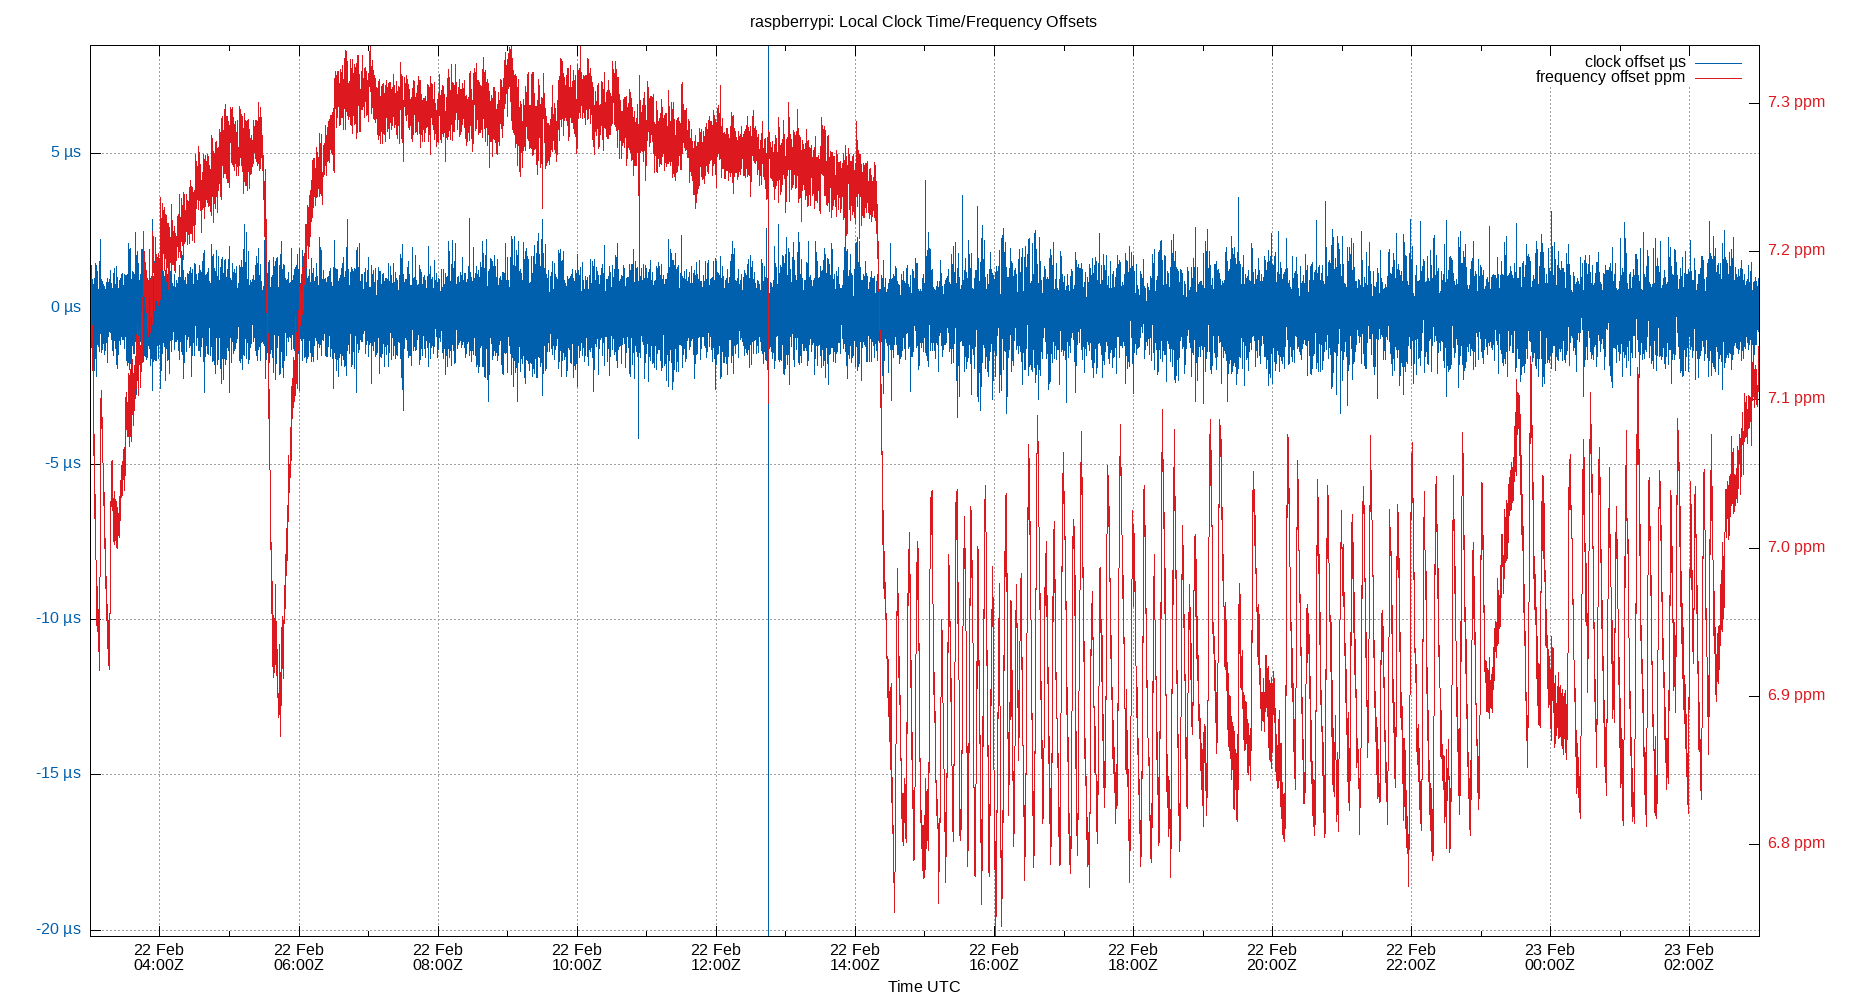 raspberrypi: Local Clock Time/Frequency Offsets
clock offset µs
frequency offset ppm
5 µs
0 µs
-5 µs
-10 µs
-15 µs
-20 µs
7.3 ppm
7.2 ppm
7.1 ppm
7.0 ppm
6.9 ppm
6.8 ppm
22 Feb 22 Feb 22 Feb 22 Feb 22 Feb 22 Feb 22 Feb 22 Feb 22 Feb 22 Feb 23 Feb 23 Feb
04:00Z 06:00Z 08:00Z 10:00Z 12:00Z 14:00Z 16:00Z 18:00Z 20:00Z 22:00Z 00:00Z 02:00Z
Time UTC